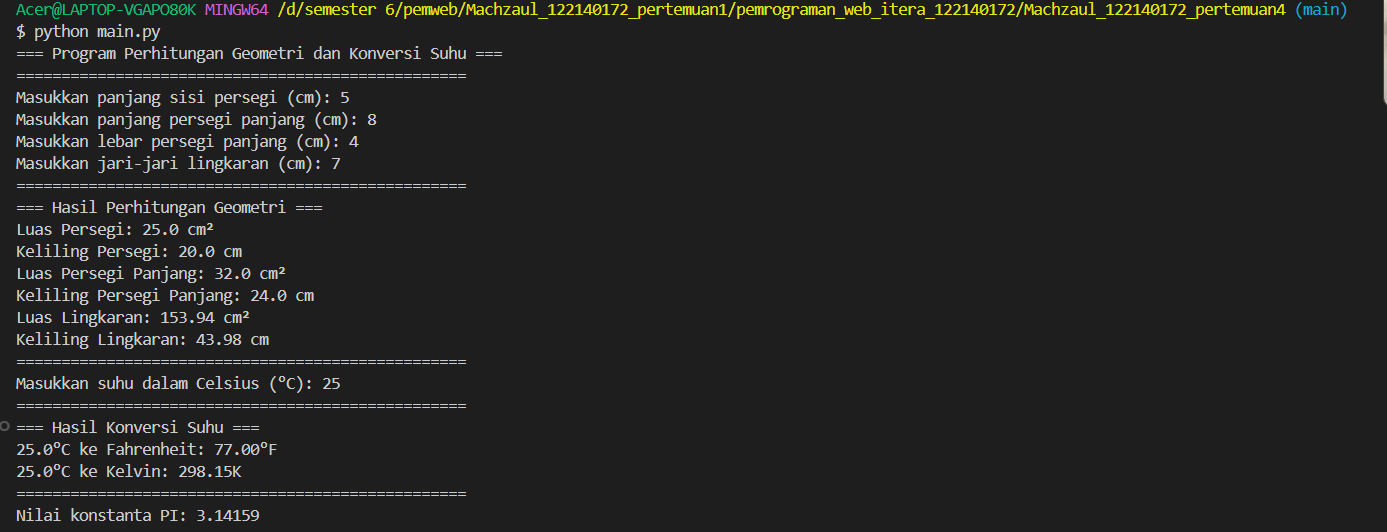 Acer@LAPTOP-VGAPO80K MINGW64 /d/semester 6/pemweb/Machzaul_122140172_pertemuan1/pemrograman_web_itera_122140172/Machzaul_122140172_pertemuan4 (main)
$ python main.py
=== Program Perhitungan Geometri dan Konversi Suhu ===
==================================================
Masukkan panjang sisi persegi (cm): 5
Masukkan panjang persegi panjang (cm): 8
Masukkan lebar persegi panjang (cm): 4
Masukkan jari-jari lingkaran (cm): 7
==================================================
=== Hasil Perhitungan Geometri ===
Luas Persegi: 25.0 cm²
Keliling Persegi: 20.0 cm
Luas Persegi Panjang: 32.0 cm²
Keliling Persegi Panjang: 24.0 cm
Luas Lingkaran: 153.94 cm²
Keliling Lingkaran: 43.98 cm
==================================================
Masukkan suhu dalam Celsius (°C): 25
==================================================
=== Hasil Konversi Suhu ===
25.0°C ke Fahrenheit: 77.00°F
25.0°C ke Kelvin: 298.15K
==================================================
Nilai konstanta PI: 3.14159